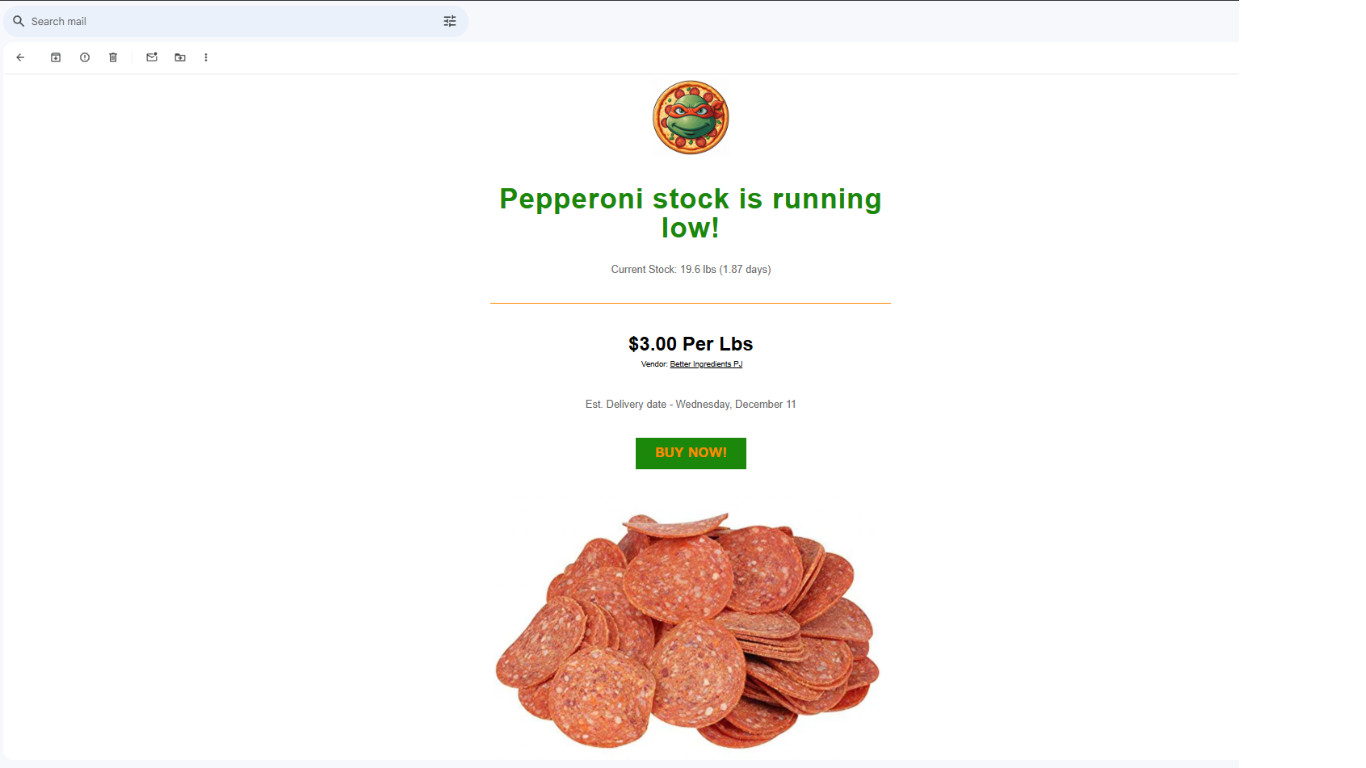 Search mail
Pepperoni stock is running
low!
Current Stock: 19.6 lbs (1.87 days)
$3.00 Per Lbs
Vendor: Better Ingredients PJ
Est. Delivery date - Wednesday, December 11
BUY NOW!